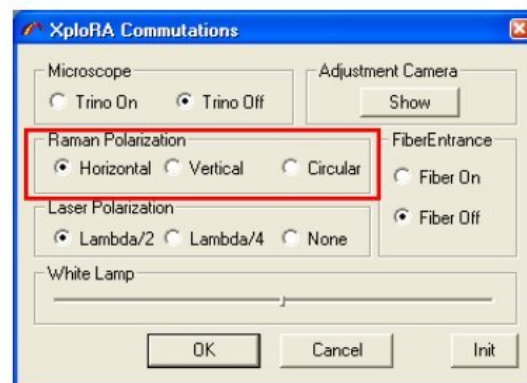 XploRA Commutations
Microscope
Trino On Trino Off
Adjustment Camera
Show
Raman Polarization
Horizontal Vertical Circular
FiberEntrance
Fiber On
Fiber Off
Laser Polarization
Lambda/2 Lambda/4 None
White Lamp
OK Cancel Init